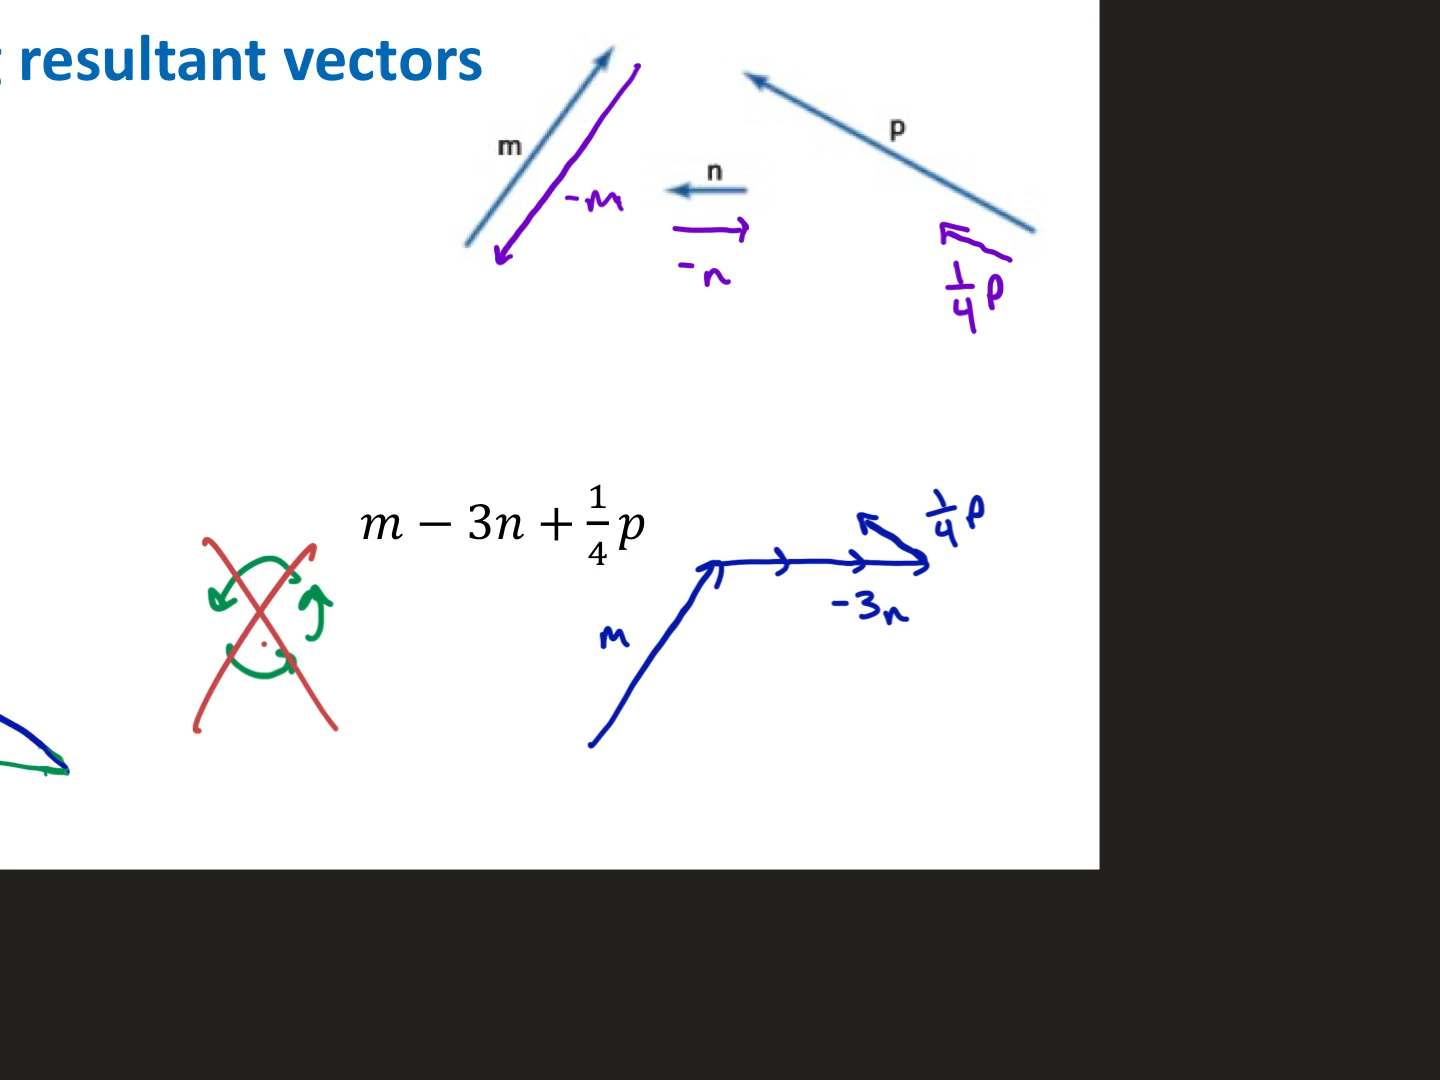 resultant vectors
m
-m
n
-n
p
1/4 p
m − 3n + 1/4 p
1/4 p
-3n
m